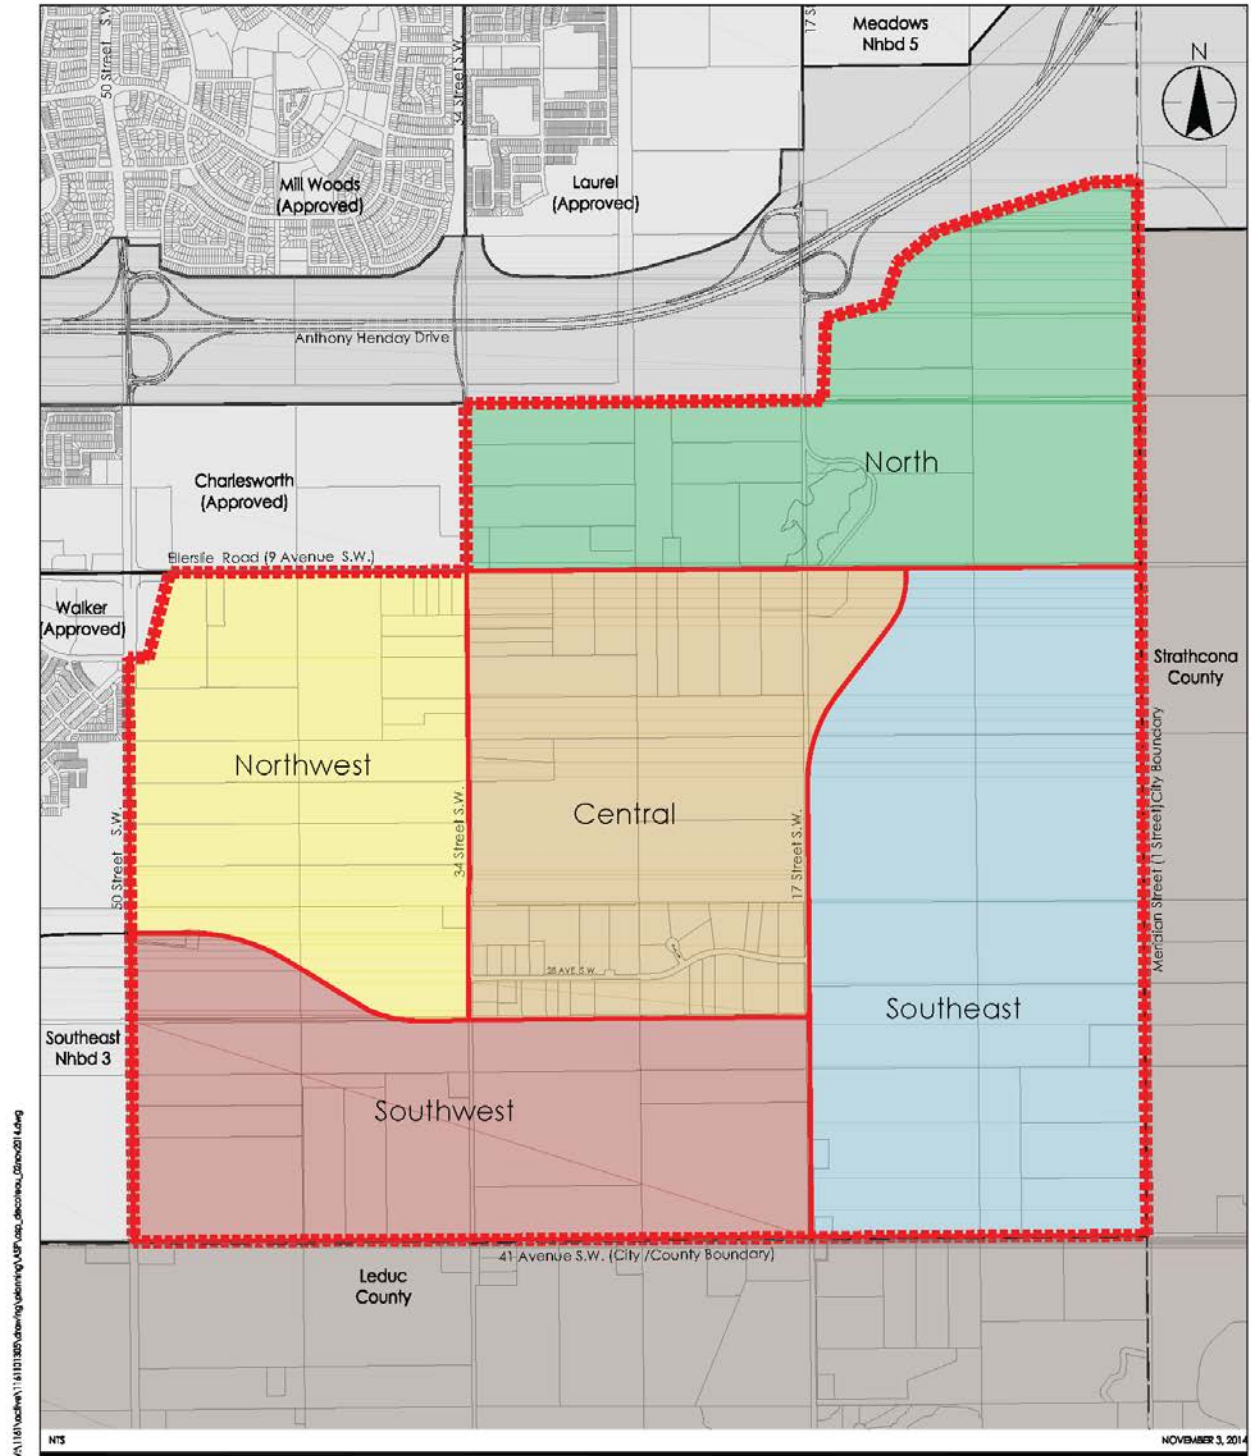 50 Street S.W.
34 Street S.W.
Meadows
Nhbd 5
N
Mill Woods
(Approved)
Laurel
(Approved)
Anthony Henday Drive
Charlesworth
(Approved)
North
Ellerslie Road (9 Avenue S.W.)
Walker
(Approved)
Strathcona
County
Northwest
Central
34 Street S.W.
17 Street S.W.
50 Street S.W.
Meridian Street (1 Street) City Boundary
28 AVE S.W.
Southeast
Southeast
Nhbd 3
Southwest
41 Avenue S.W. (City /County Boundary)
Leduc
County
NTS
NOVEMBER 3, 2014